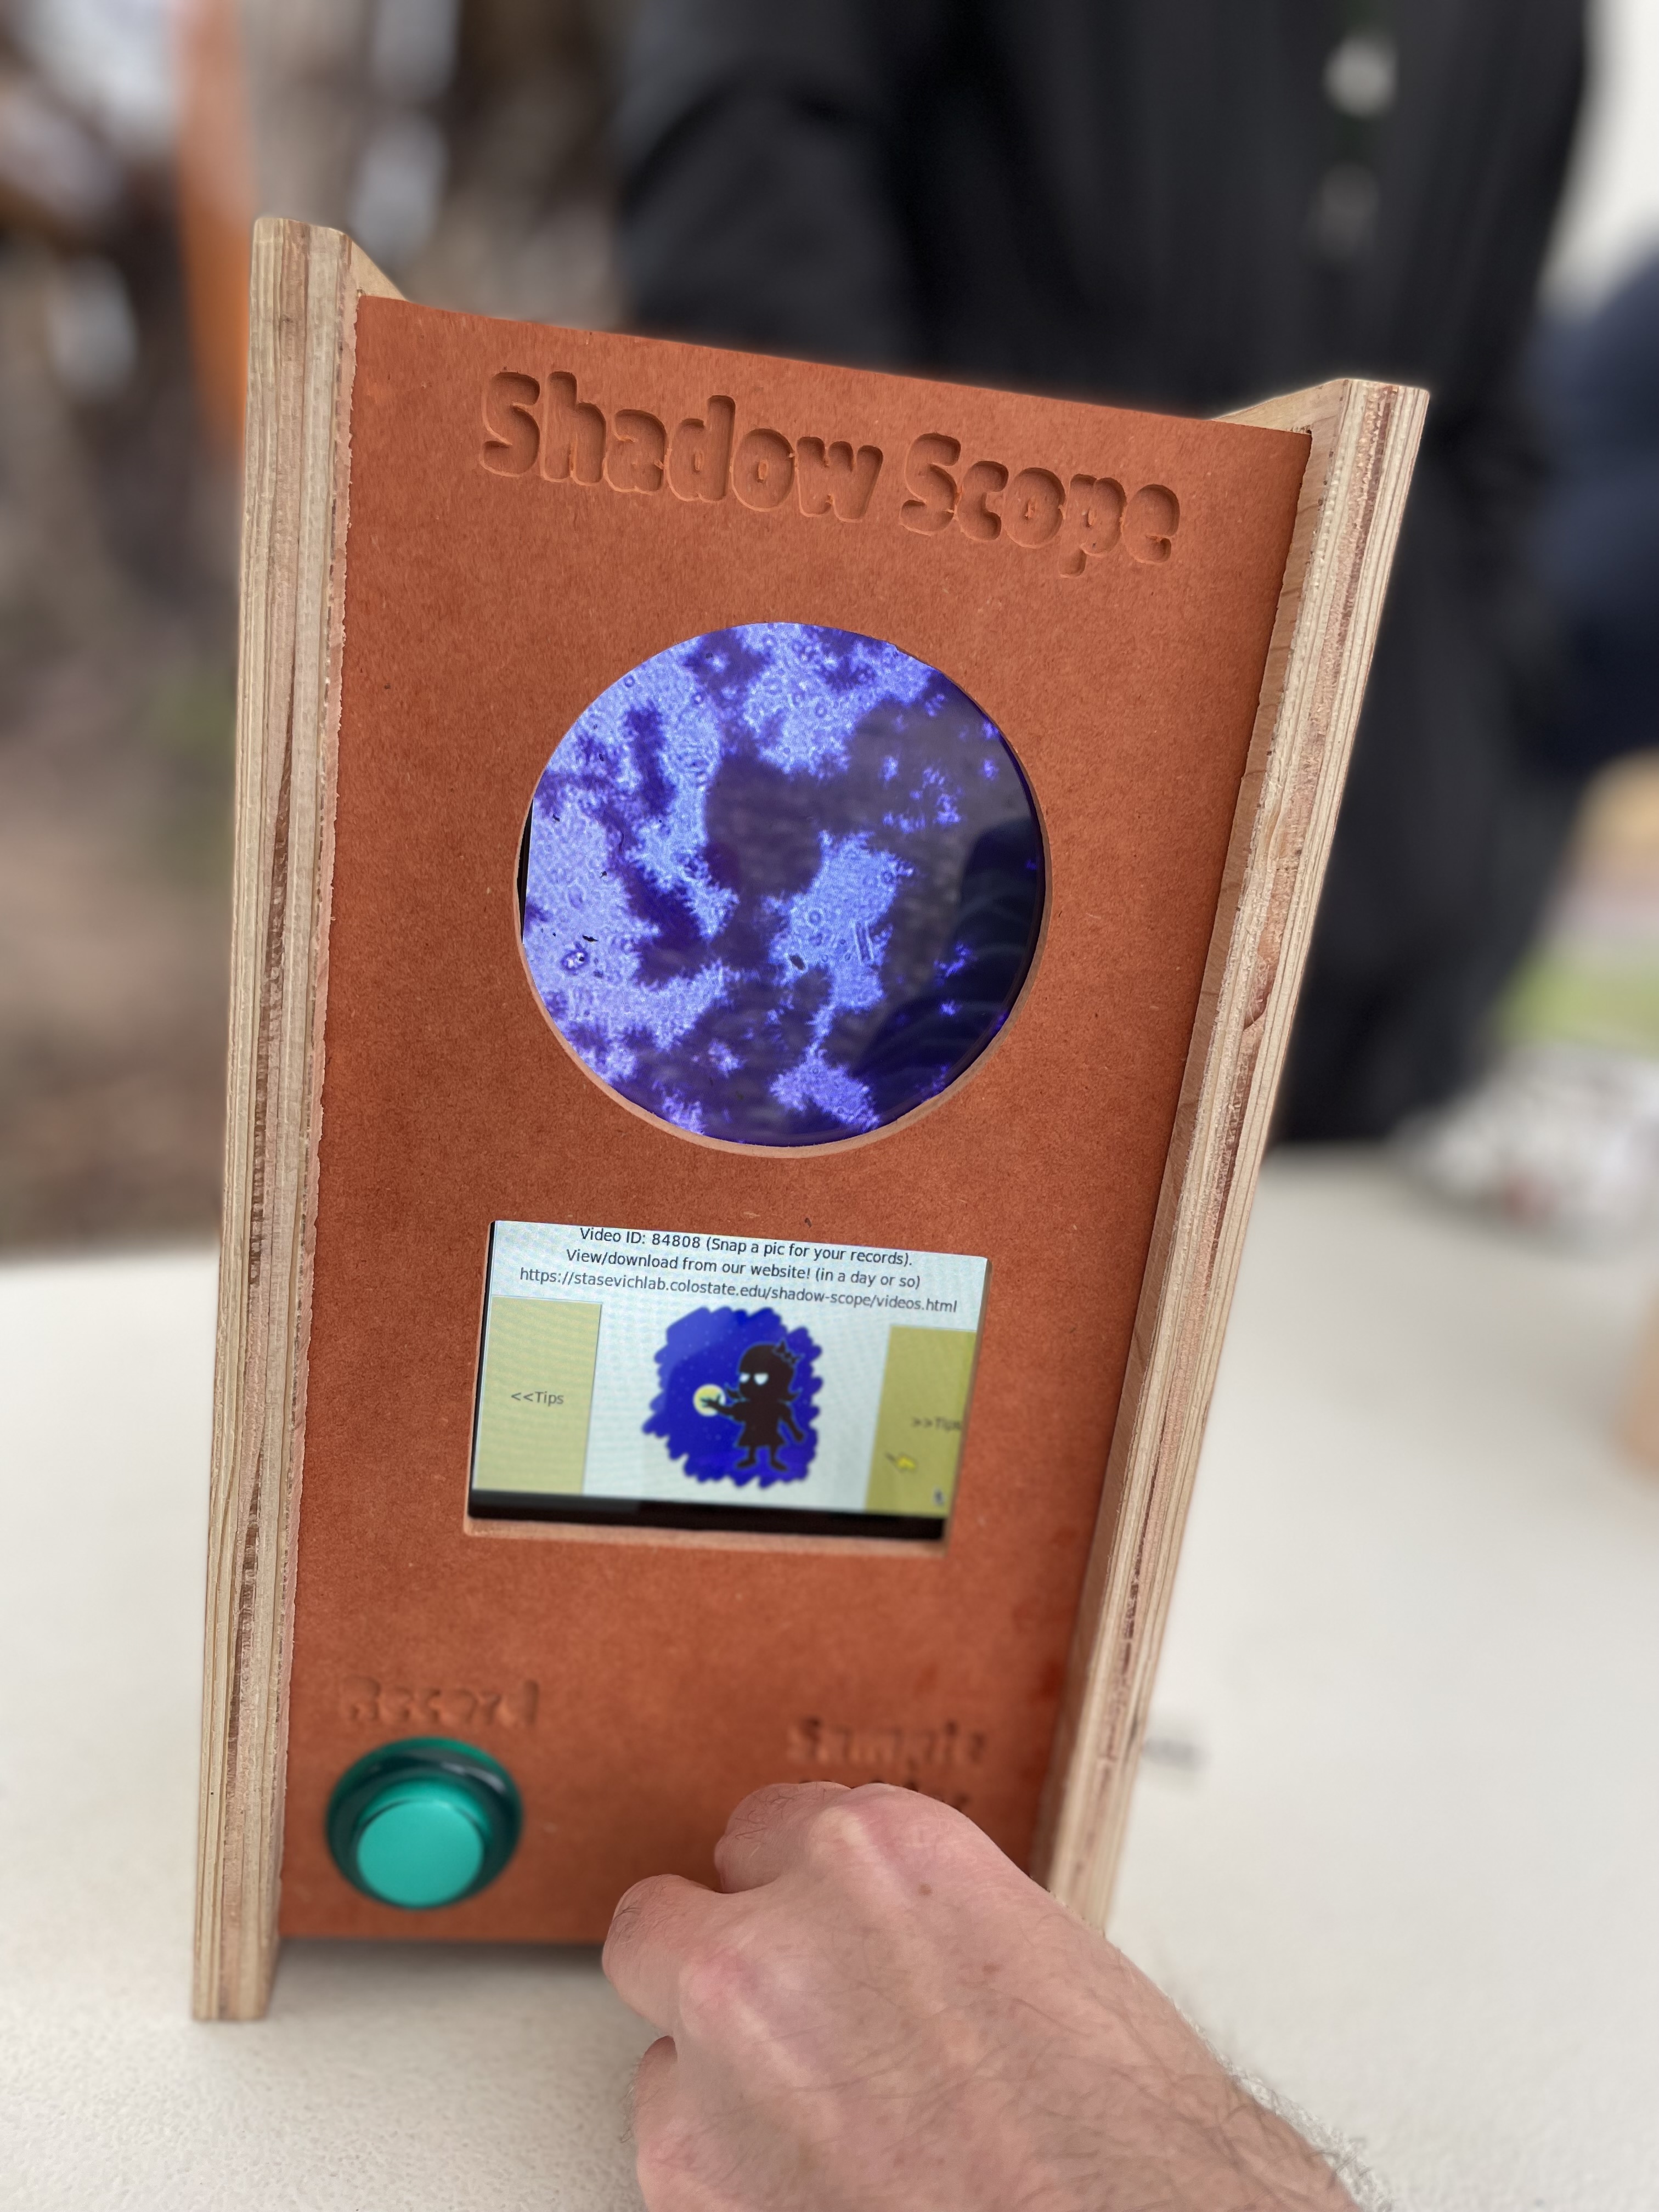 Shadow Scope
Video ID: 84808 (Snap a pic for your records).
View/download from our website! (in a day or so)
https://stasevichlab.colostate.edu/shadow-scope/videos.html
<<Tips
>>Tips
Record
Sample